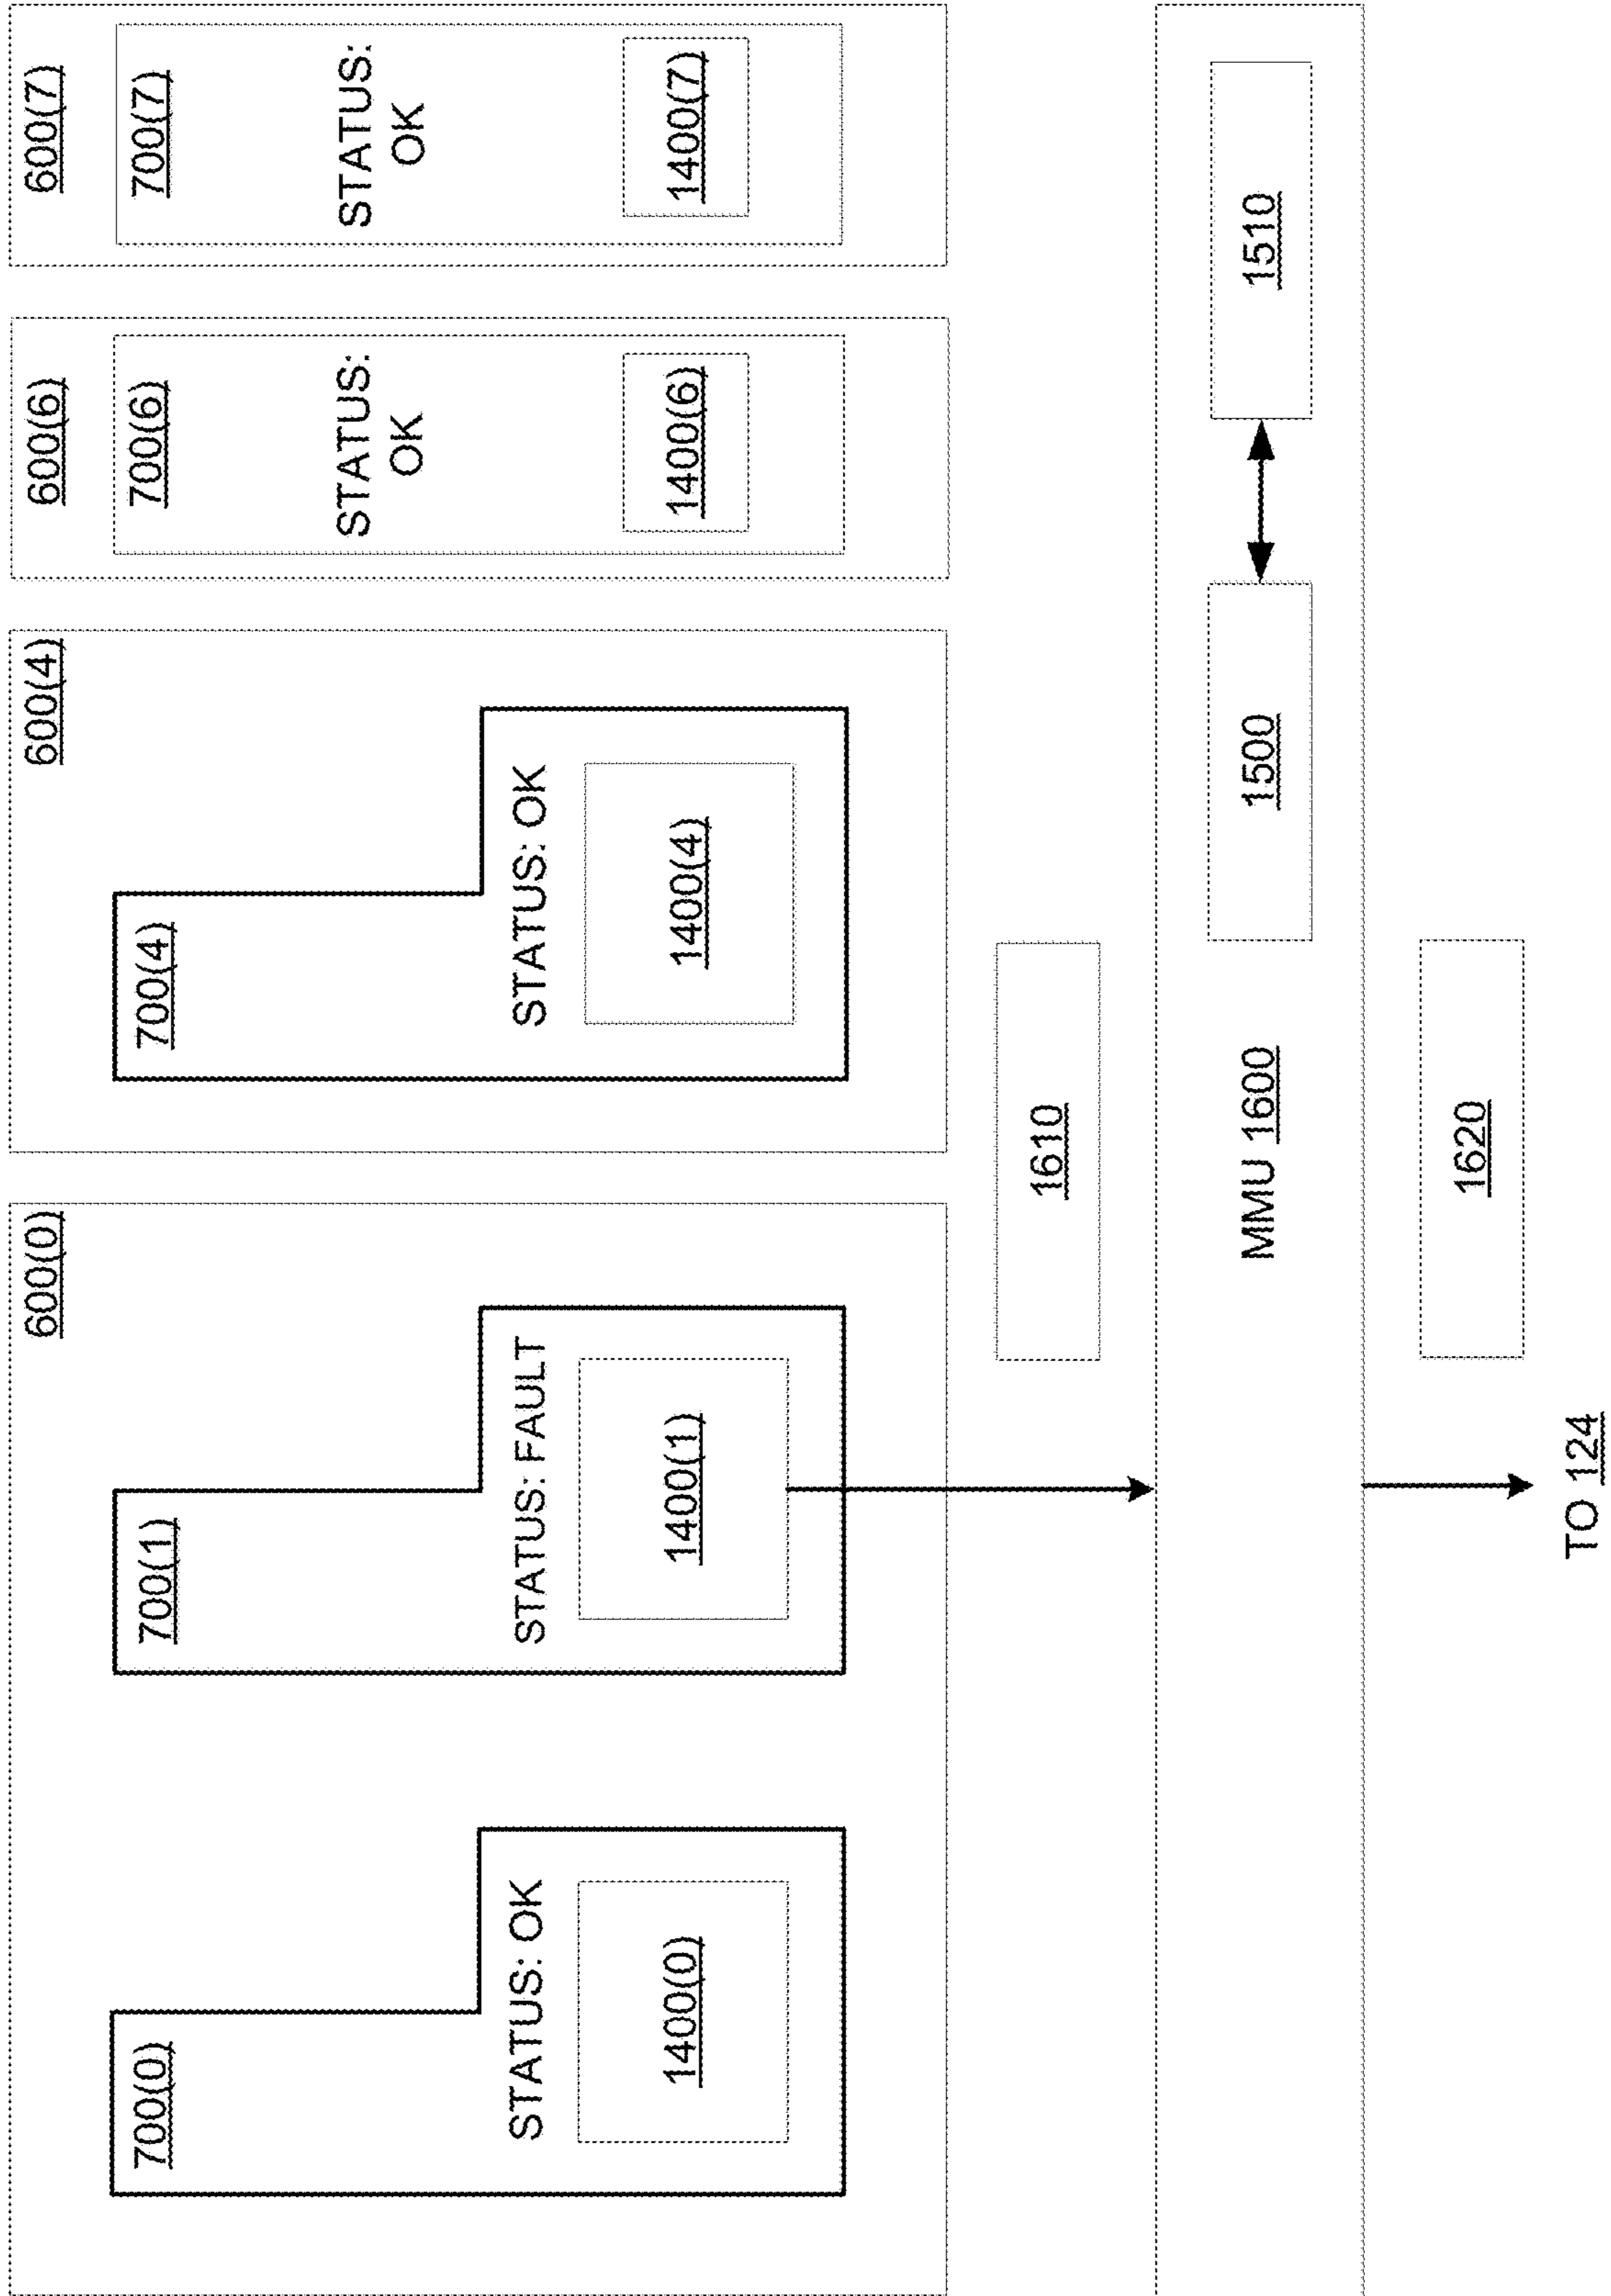 600(0)
700(0)
STATUS: OK
1400(0)
700(1)
STATUS: FAULT
1400(1)
600(4)
700(4)
STATUS: OK
1400(4)
600(6)
700(6)
STATUS:
OK
1400(6)
600(7)
700(7)
STATUS:
OK
1400(7)
1610
MMU 1600
1500
1510
1620
TO 124